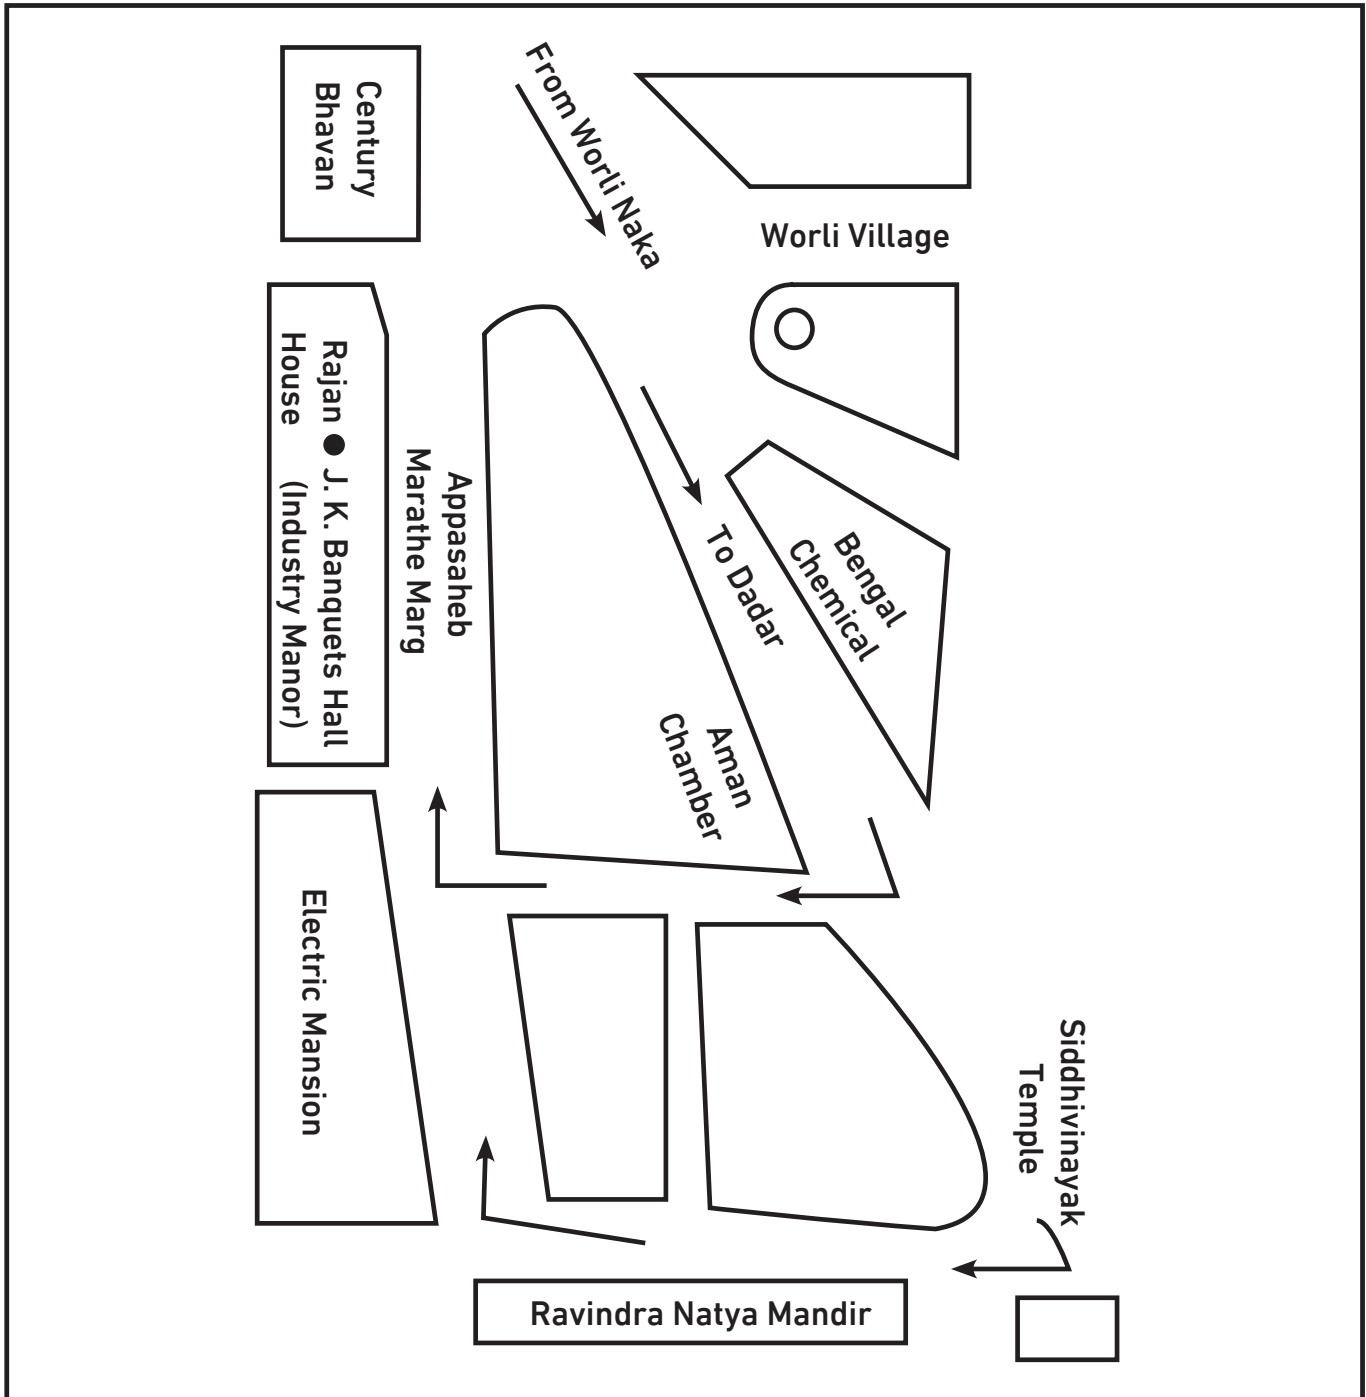 Century
Bhavan
From Worli Naka
Worli Village
Rajan ● J. K. Banquets Hall
House (Industry Manor)
Appasaheb
Marathe Marg
To Dadar
Bengal
Chemical
Aman
Chamber
Electric Mansion
Siddhivinayak
Temple
Ravindra Natya Mandir